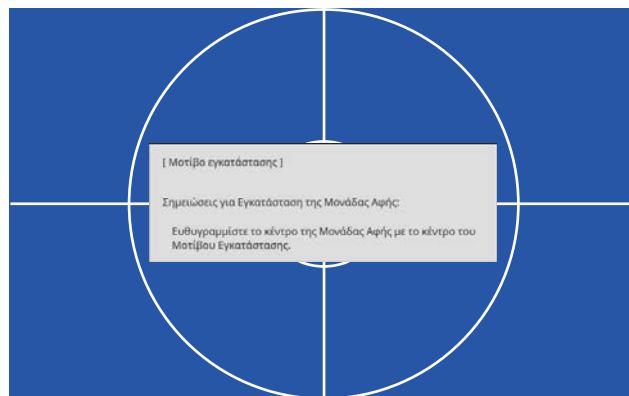 [ Μοτίβο εγκατάστασης ]
Σημειώσεις για Εγκατάσταση της Μονάδας Αφής:
Ευθυγραμμίστε το κέντρο της Μονάδας Αφής με το κέντρο του
Μοτίβου Εγκατάστασης.